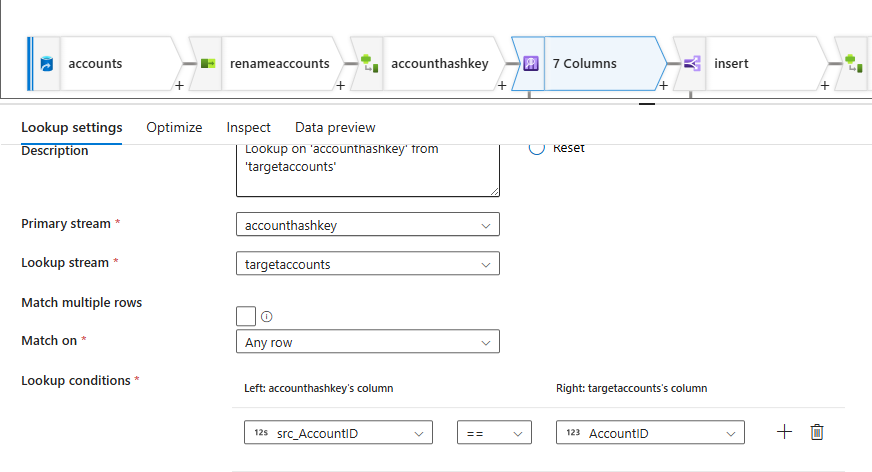 accounts
renameaccounts
accounthashkey
7 Columns
insert
+
+
+
+
+
Lookup settings
Optimize
Inspect
Data preview
Description
Lookup on 'accounthashkey' from
'targetaccounts'
Reset
Primary stream *
accounthashkey
Lookup stream *
targetaccounts
Match multiple rows
Match on *
Any row
Lookup conditions *
Left: accounthashkey's column
Right: targetaccounts's column
12s src_AccountID
==
123 AccountID